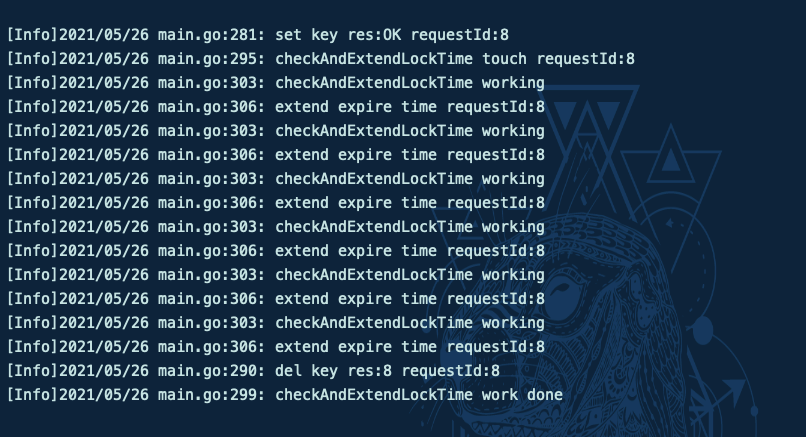 [Info]2021/05/26 main.go:281: set key res:OK requestId:8
[Info]2021/05/26 main.go:295: checkAndExtendLockTime touch requestId:8
[Info]2021/05/26 main.go:303: checkAndExtendLockTime working
[Info]2021/05/26 main.go:306: extend expire time requestId:8
[Info]2021/05/26 main.go:303: checkAndExtendLockTime working
[Info]2021/05/26 main.go:306: extend expire time requestId:8
[Info]2021/05/26 main.go:303: checkAndExtendLockTime working
[Info]2021/05/26 main.go:306: extend expire time requestId:8
[Info]2021/05/26 main.go:303: checkAndExtendLockTime working
[Info]2021/05/26 main.go:306: extend expire time requestId:8
[Info]2021/05/26 main.go:303: checkAndExtendLockTime working
[Info]2021/05/26 main.go:306: extend expire time requestId:8
[Info]2021/05/26 main.go:303: checkAndExtendLockTime working
[Info]2021/05/26 main.go:306: extend expire time requestId:8
[Info]2021/05/26 main.go:290: del key res:8 requestId:8
[Info]2021/05/26 main.go:299: checkAndExtendLockTime work done